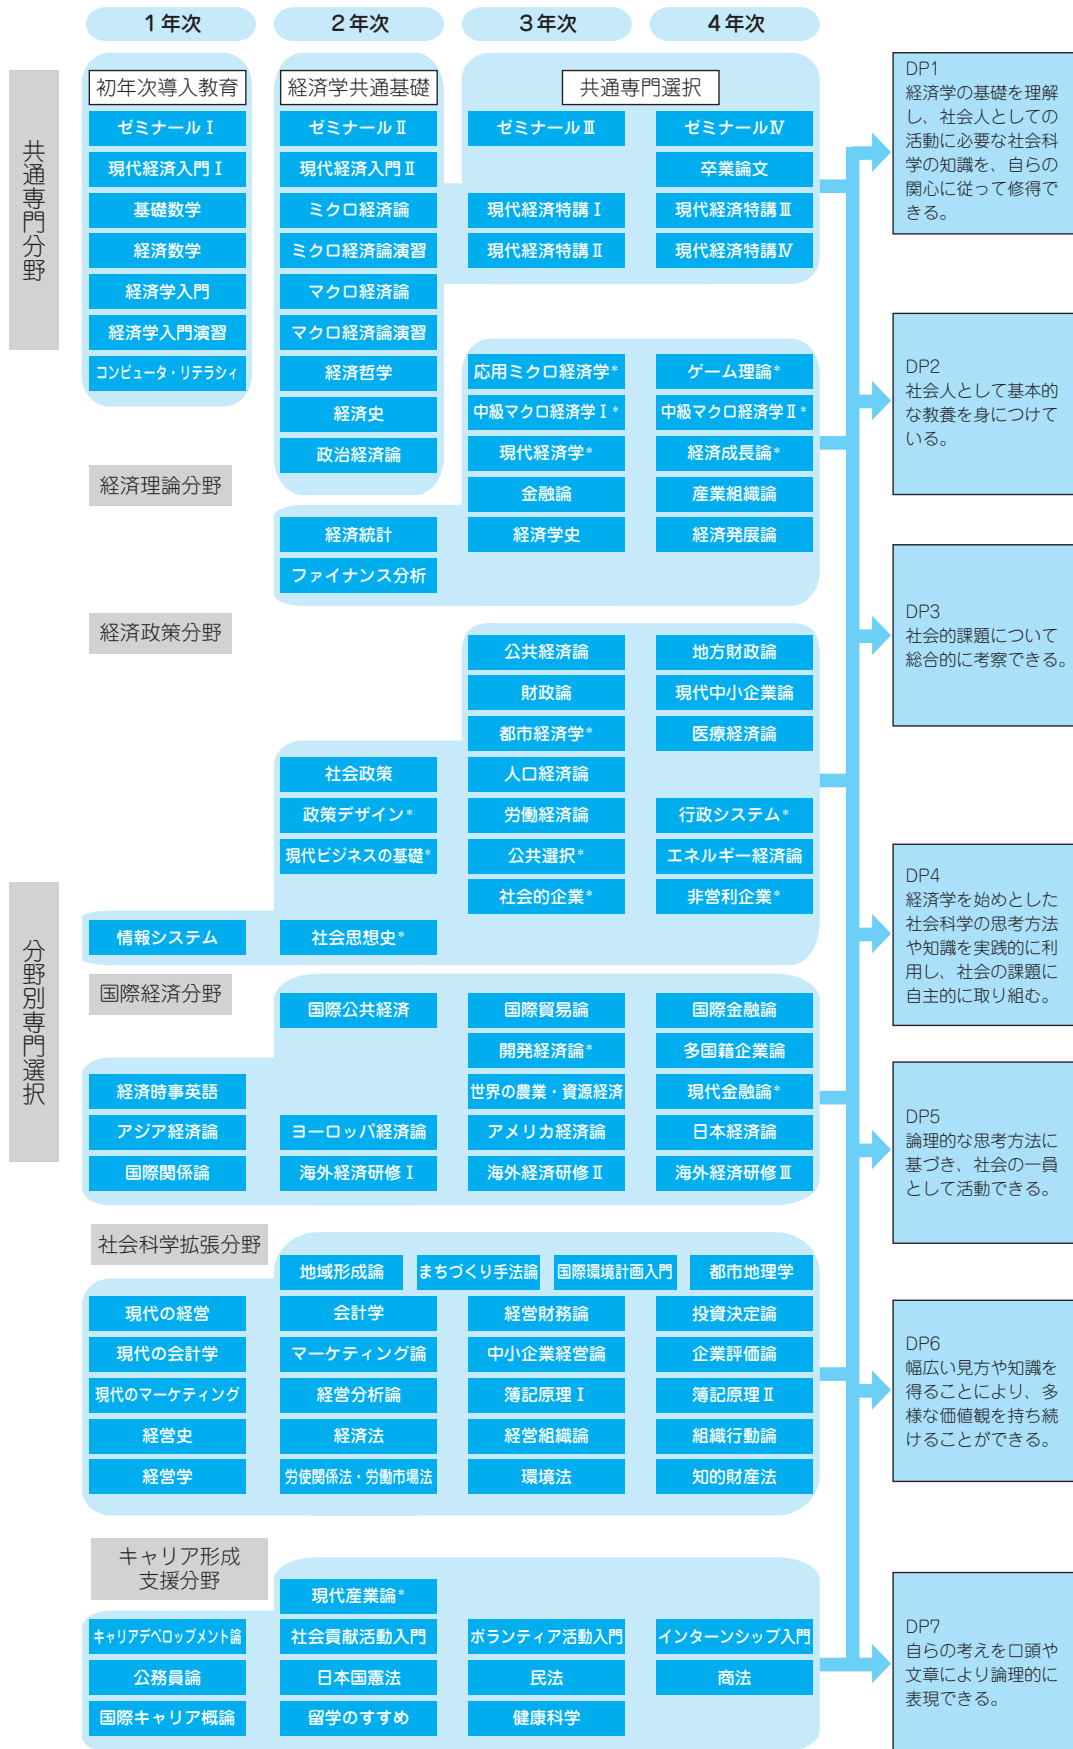 1年次
2年次
3年次
4年次
共通専門分野
初年次導入教育
経済学共通基礎
共通専門選択
ゼミナールⅠ
ゼミナールⅡ
ゼミナールⅢ
ゼミナールⅣ
現代経済入門Ⅰ
現代経済入門Ⅱ
卒業論文
基礎数学
ミクロ経済論
現代経済特講Ⅰ
現代経済特講Ⅲ
経済数学
ミクロ経済論演習
現代経済特講Ⅱ
現代経済特講Ⅳ
経済学入門
マクロ経済論
経済学入門演習
マクロ経済論演習
コンピュータ・リテラシィ
経済哲学
応用ミクロ経済学*
ゲーム理論*
経済史
中級マクロ経済学Ⅰ*
中級マクロ経済学Ⅱ*
政治経済論
現代経済学*
経済成長論*
経済理論分野
金融論
産業組織論
経済統計
経済学史
経済発展論
ファイナンス分析
分野別専門選択
経済政策分野
公共経済論
地方財政論
財政論
現代中小企業論
都市経済学*
医療経済論
社会政策
人口経済論
政策デザイン*
労働経済論
行政システム*
現代ビジネスの基礎*
公共選択*
エネルギー経済論
社会的企業*
非営利企業*
情報システム
社会思想史*
国際経済分野
国際公共経済
国際貿易論
国際金融論
開発経済論*
多国籍企業論
経済時事英語
世界の農業・資源経済
現代金融論*
アジア経済論
ヨーロッパ経済論
アメリカ経済論
日本経済論
国際関係論
海外経済研修Ⅰ
海外経済研修Ⅱ
海外経済研修Ⅲ
社会科学拡張分野
地域形成論
まちづくり手法論
国際環境計画入門
都市地理学
現代の経営
会計学
経営財務論
投資決定論
現代の会計学
マーケティング論
中小企業経営論
企業評価論
現代のマーケティング
経営分析論
簿記原理Ⅰ
簿記原理Ⅱ
経営史
経済法
経営組織論
組織行動論
経営学
労使関係法・労働市場法
環境法
知的財産法
キャリア形成
支援分野
現代産業論*
キャリアデベロップメント論
社会貢献活動入門
ボランティア活動入門
インターンシップ入門
公務員論
日本国憲法
民法
商法
国際キャリア概論
留学のすすめ
健康科学
DP1
経済学の基礎を理解
し、社会人としての
活動に必要な社会科
学の知識を、自らの
関心に従って修得で
きる。
DP2
社会人として基本的
な教養を身につけて
いる。
DP3
社会的課題について
総合的に考察できる。
DP4
経済学を始めとした
社会科学の思考方法
や知識を実践的に利
用し、社会の課題に
自主的に取り組む。
DP5
論理的な思考方法に
基づき、社会の一員
として活動できる。
DP6
幅広い見方や知識を
得ることにより、多
様な価値観を持ち続
けることができる。
DP7
自らの考えを口頭や
文章により論理的に
表現できる。